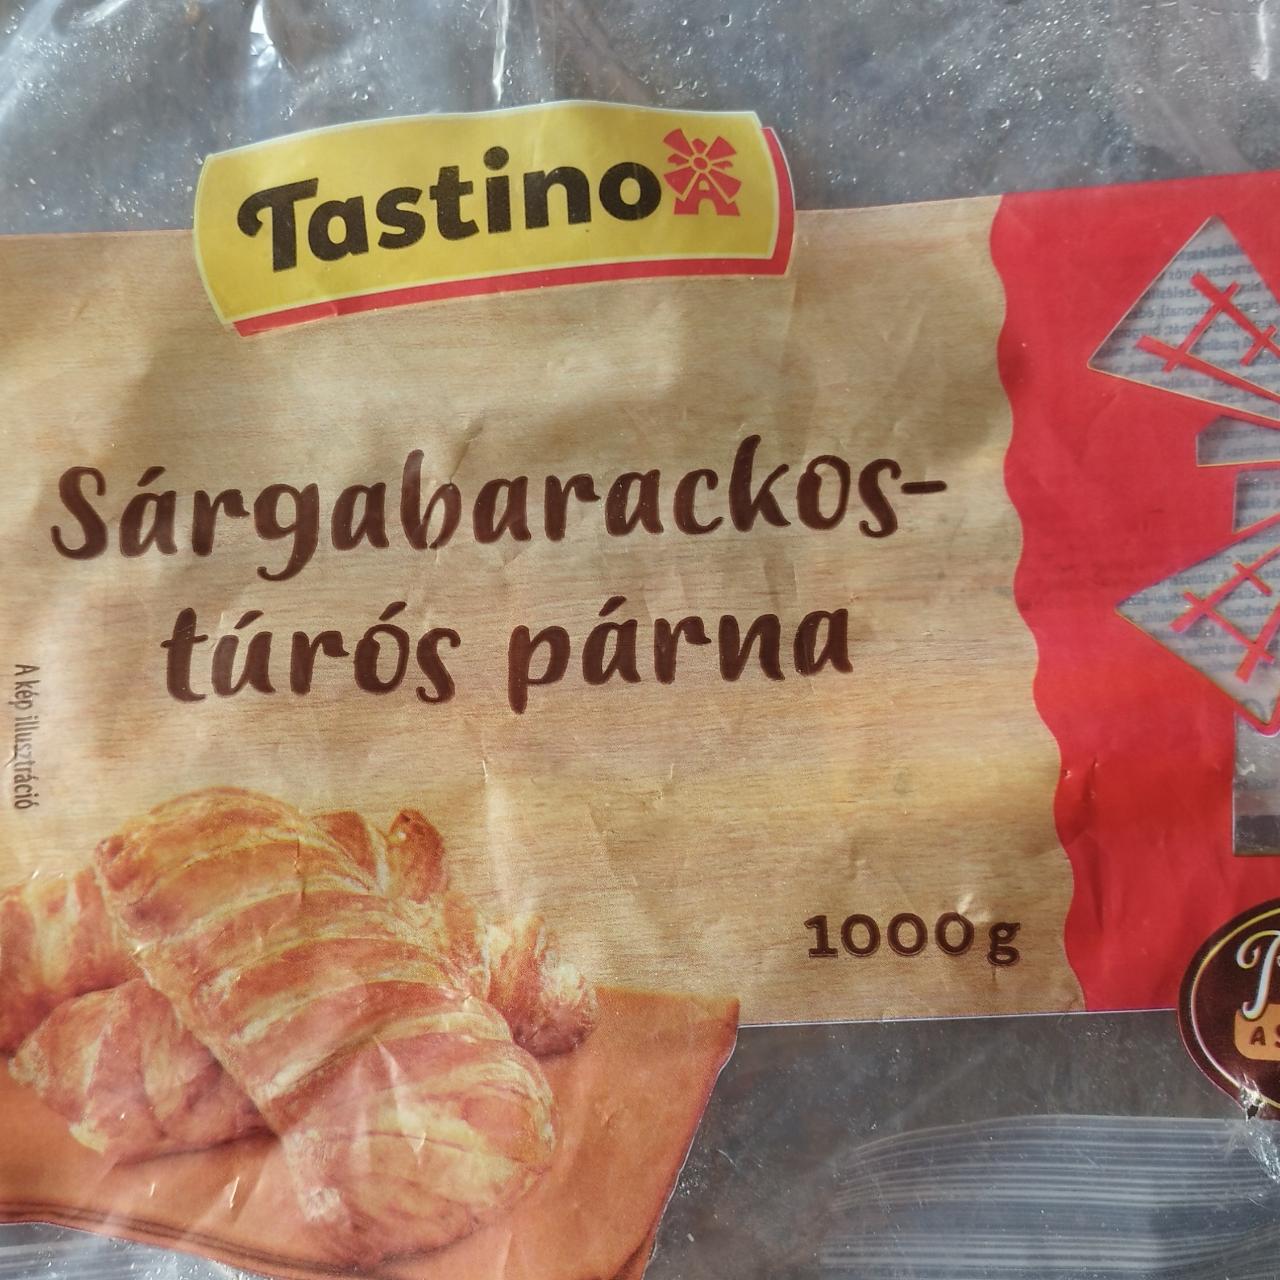 Tastino
Sárgabarackos-
túrós párna
A kép illusztráció
1000g